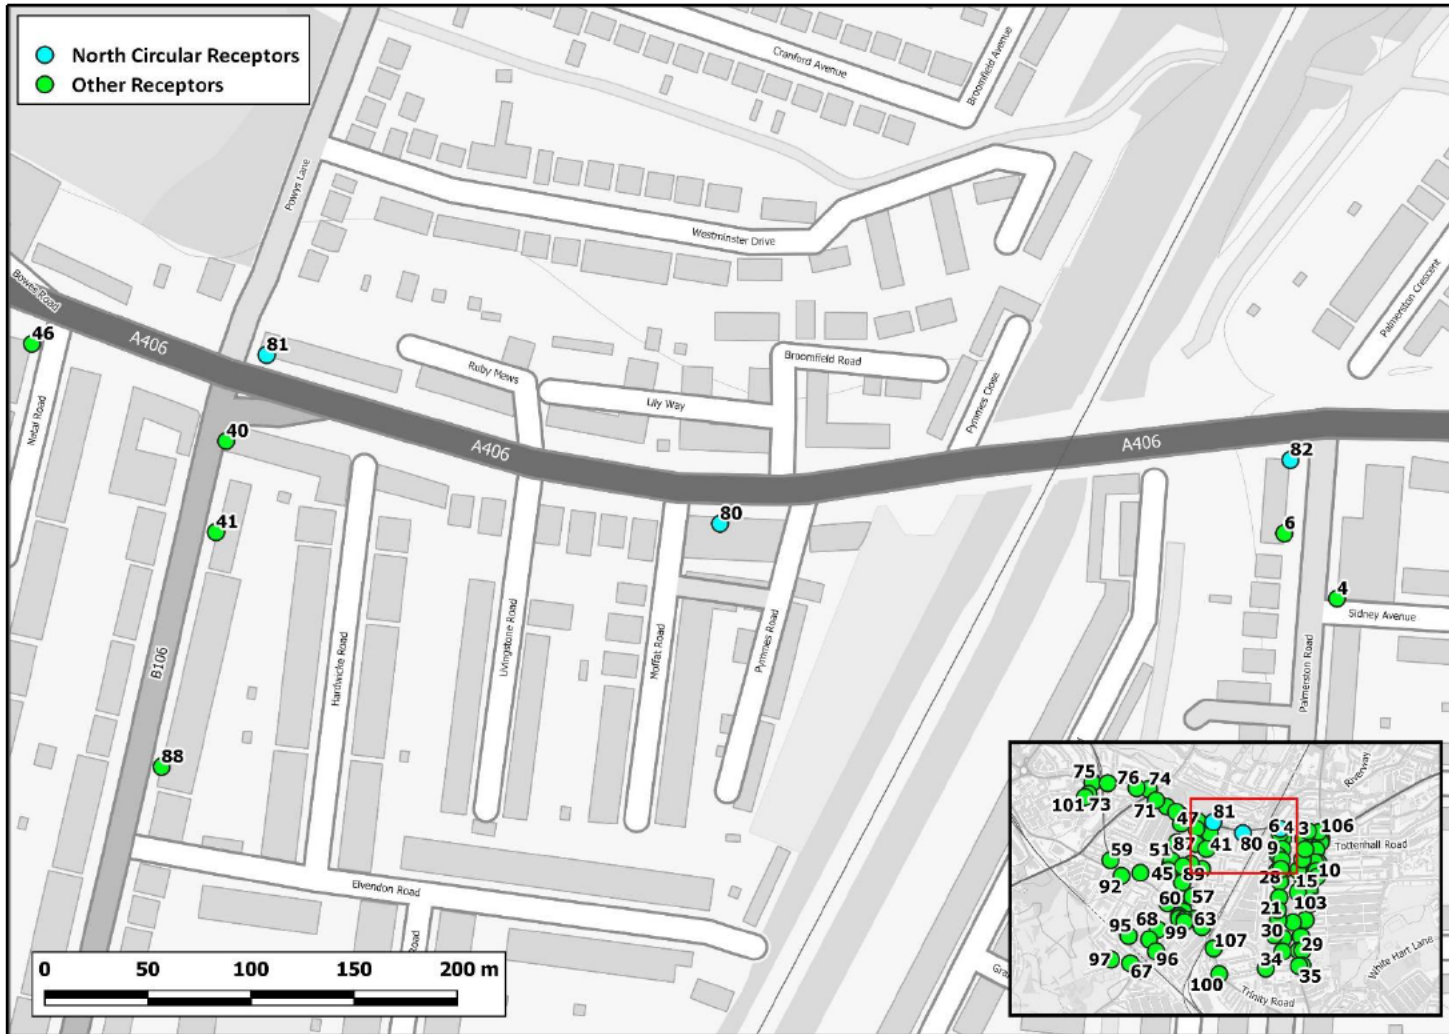 North Circular Receptors
Other Receptors
Cranford Avenue
Broomfield Avenue
Powys Lane
Westminster Drive
Palmerston Crescent
Bowes Road
46
A406
81
Ruby Mews
Broomfield Road
Lily Way
Pymmes Close
Natal Road
40
A406
A406
82
41
80
6
4
Sidney Avenue
B106
Hardwicke Road
Livingstone Road
Moffat Road
Pymmes Road
Palmerston Road
88
Elvendon Road
Road
0 50 100 150 200 m
75
76
74
101
73
71
47
81
6
4
3
106
Riverway
Tottenhall Road
59
51
87
41
80
9
10
92
45
89
28
15
57
60
21
103
68
63
95
99
30
29
107
97
67
96
34
35
100
Trinity Road
White Hart Lane